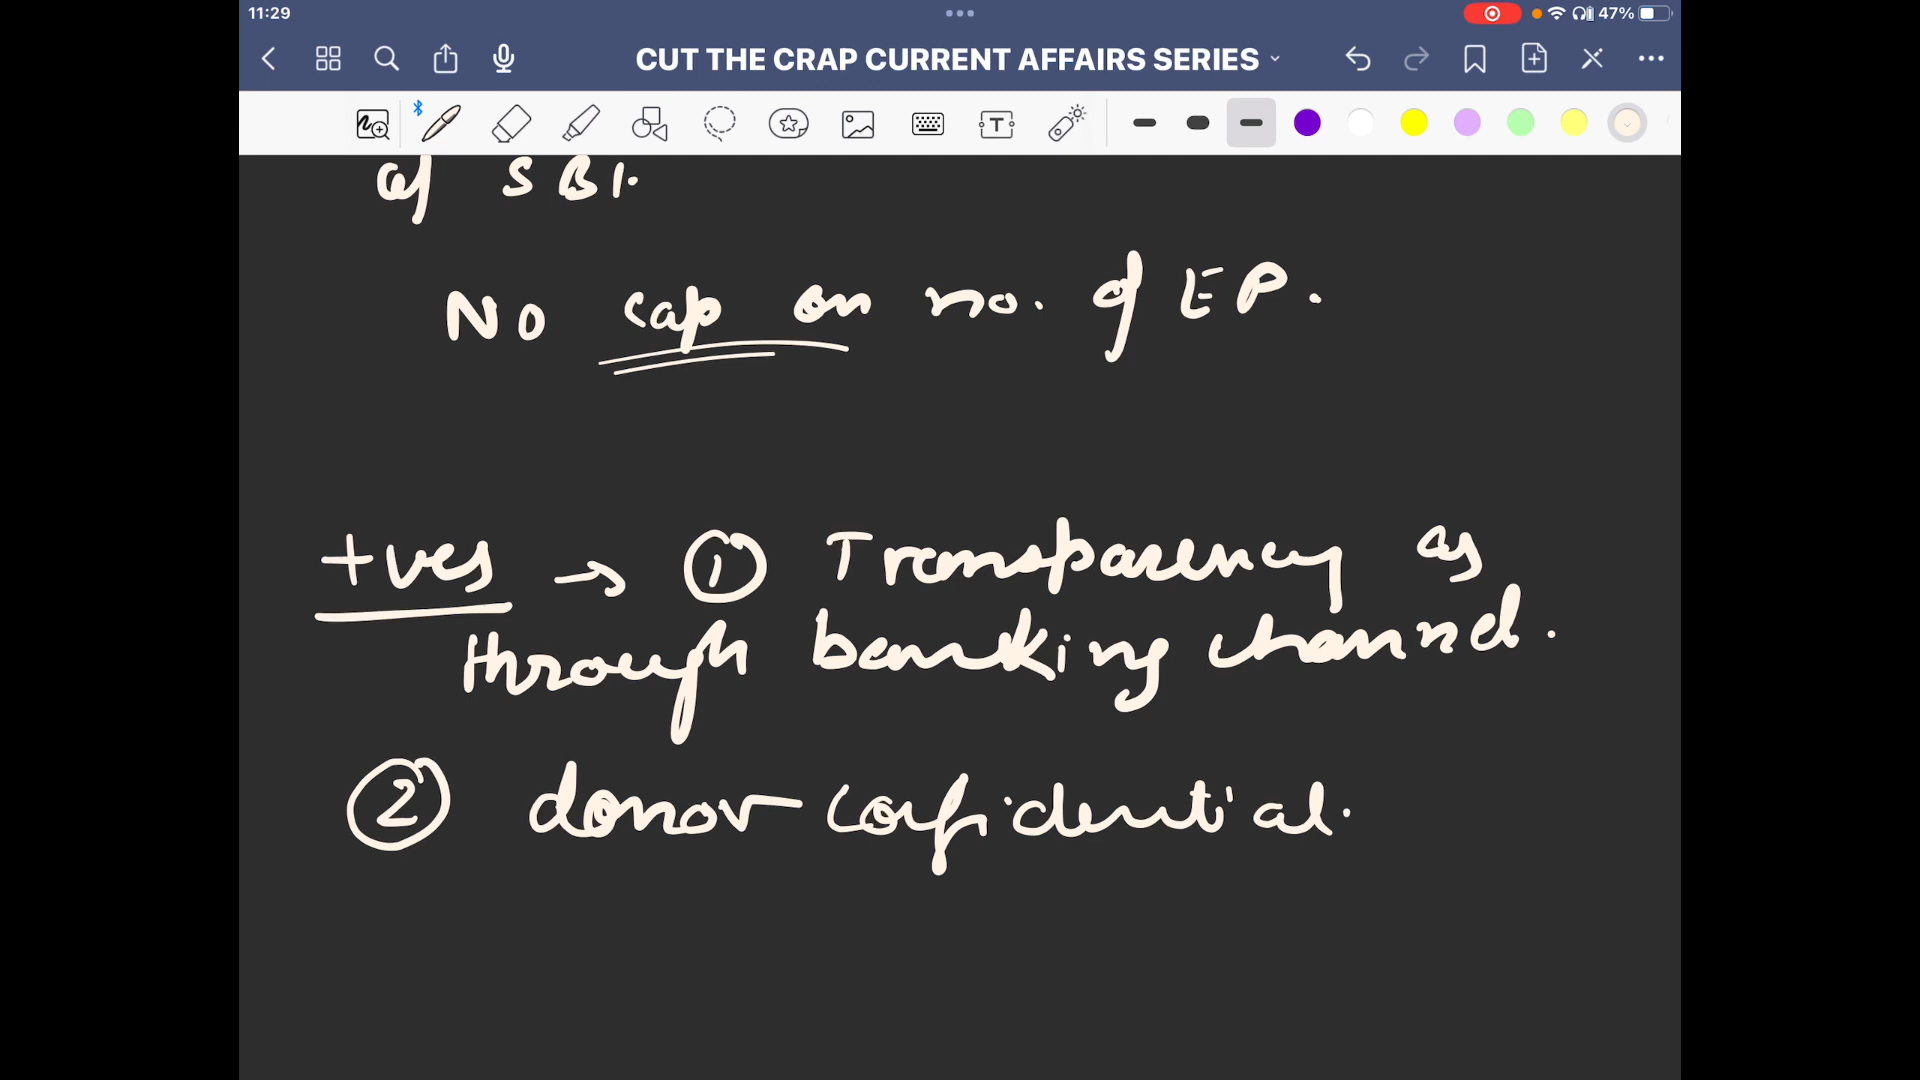 11:29
47%
CUT THE CRAP CURRENT AFFAIRS SERIES
of SBI.
No cap on no. of EP.
+ves → ① Transparency as
through banking channel.
② donor confidential.